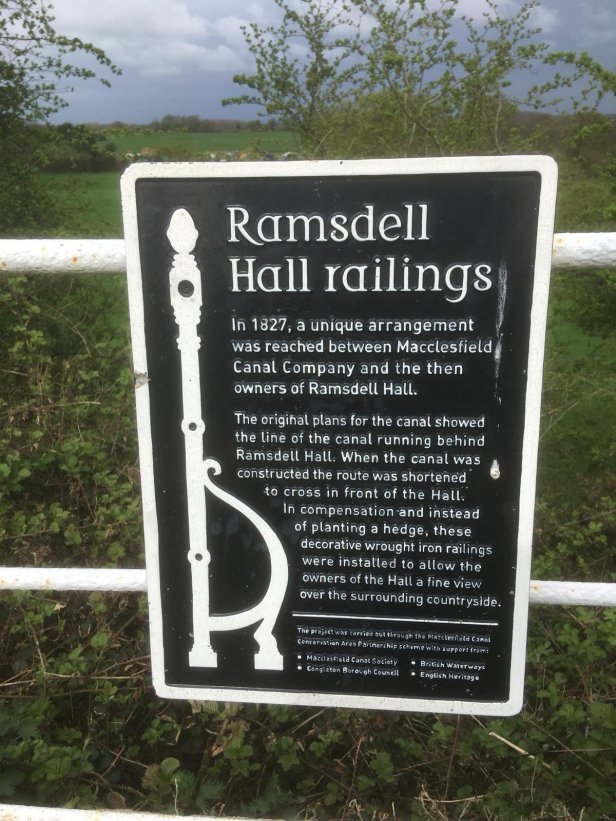 Ramsdell
Hall railings
In 1827, a unique arrangement
was reached between Macclesfield
Canal Company and the then
owners of Ramsdell Hall.
The original plans for the canal showed
the line of the canal running behind
Ramsdell Hall. When the canal was
constructed the route was shortened
to cross in front of the Hall.
In compensation and instead
of planting a hedge, these
decorative wrought iron railings
were installed to allow the
owners of the Hall a fine view
over the surrounding countryside.
The project was carried out through the Macclesfield Canal
Conservation Area Partnership scheme with support from:
• Macclesfield Canal Society • British Waterways
• Congleton Borough Council • English Heritage